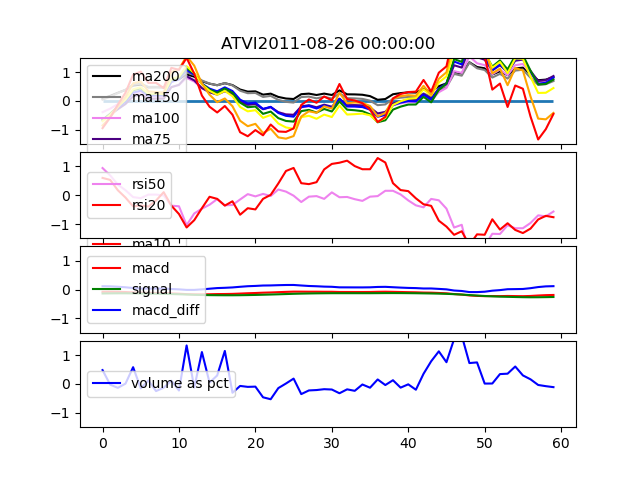 ATVI2011-08-26 00:00:00
1
0
−1
ma200
ma150
ma100
ma75
1
0
−1
rsi50
rsi20
ma10
1
0
−1
macd
signal
macd_diff
1
0
−1
volume as pct
0 10 20 30 40 50 60